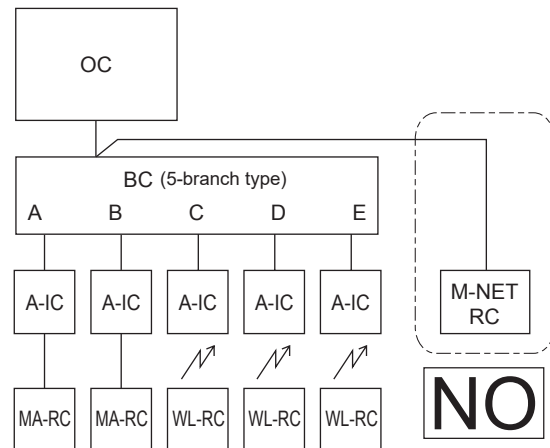 OC
BC (5-branch type)
A B C D E
A-IC A-IC A-IC A-IC A-IC
M-NET
RC
MA-RC MA-RC WL-RC WL-RC WL-RC
NO